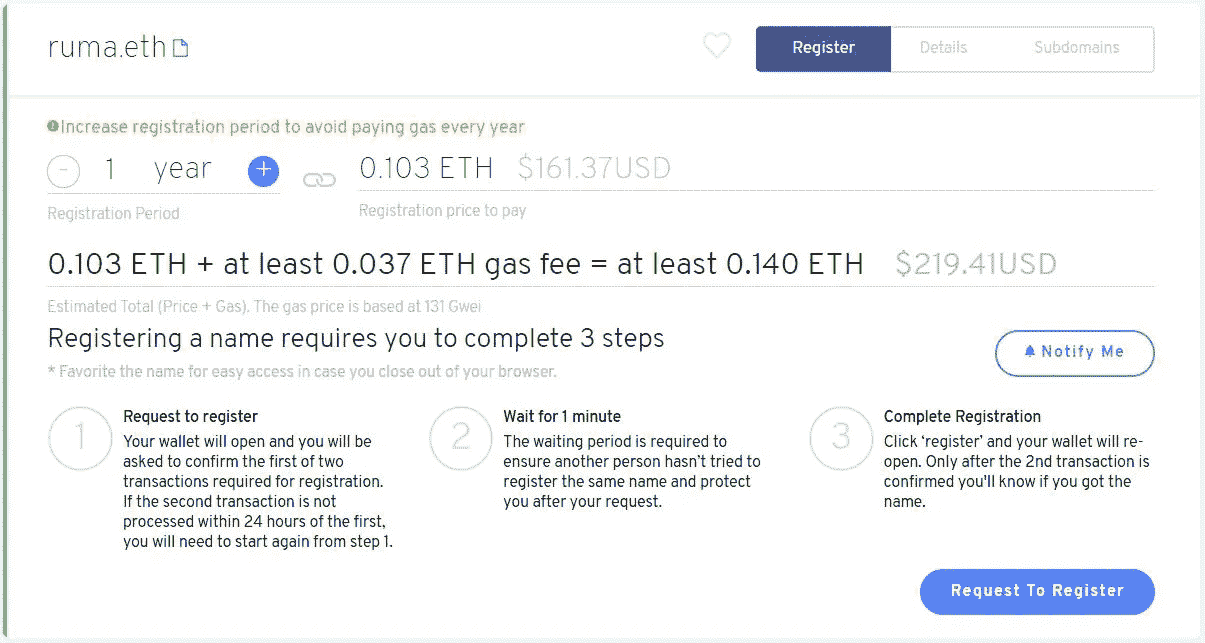 ruma.eth
Register Details Subdomains
Increase registration period to avoid paying gas every year
- 1 year + 0.103 ETH $161.37USD
Registration Period Registration price to pay
0.103 ETH + at least 0.037 ETH gas fee = at least 0.140 ETH $219.41USD
Estimated Total (Price + Gas). The gas price is based at 131 Gwei
Registering a name requires you to complete 3 steps
Notify Me
* Favorite the name for easy access in case you close out of your browser.
1
Request to register
Your wallet will open and you will be
asked to confirm the first of two
transactions required for registration.
If the second transaction is not
processed within 24 hours of the first,
you will need to start again from step 1.
2
Wait for 1 minute
The waiting period is required to
ensure another person hasn't tried to
register the same name and protect
you after your request.
3
Complete Registration
Click ‘register’ and your wallet will re-
open. Only after the 2nd transaction is
confirmed you'll know if you got the
name.
Request To Register